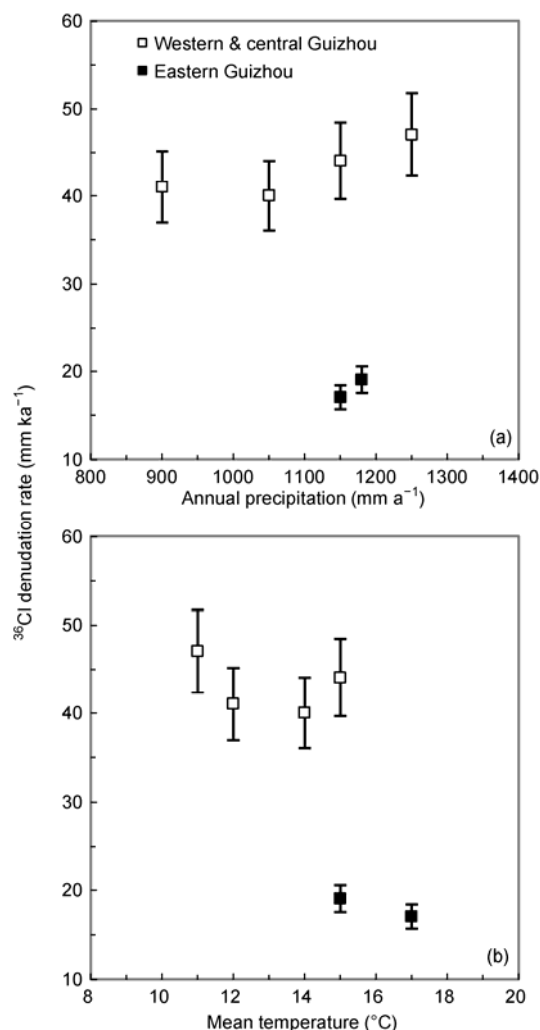 60
Western & central Guizhou
Eastern Guizhou
50
40
30
20
10
(a)
800 900 1000 1100 1200 1300 1400
Annual precipitation (mm a⁻¹)
³⁶Cl denudation rate (mm ka⁻¹)
60
50
40
30
20
10
(b)
8 10 12 14 16 18 20
Mean temperature (°C)